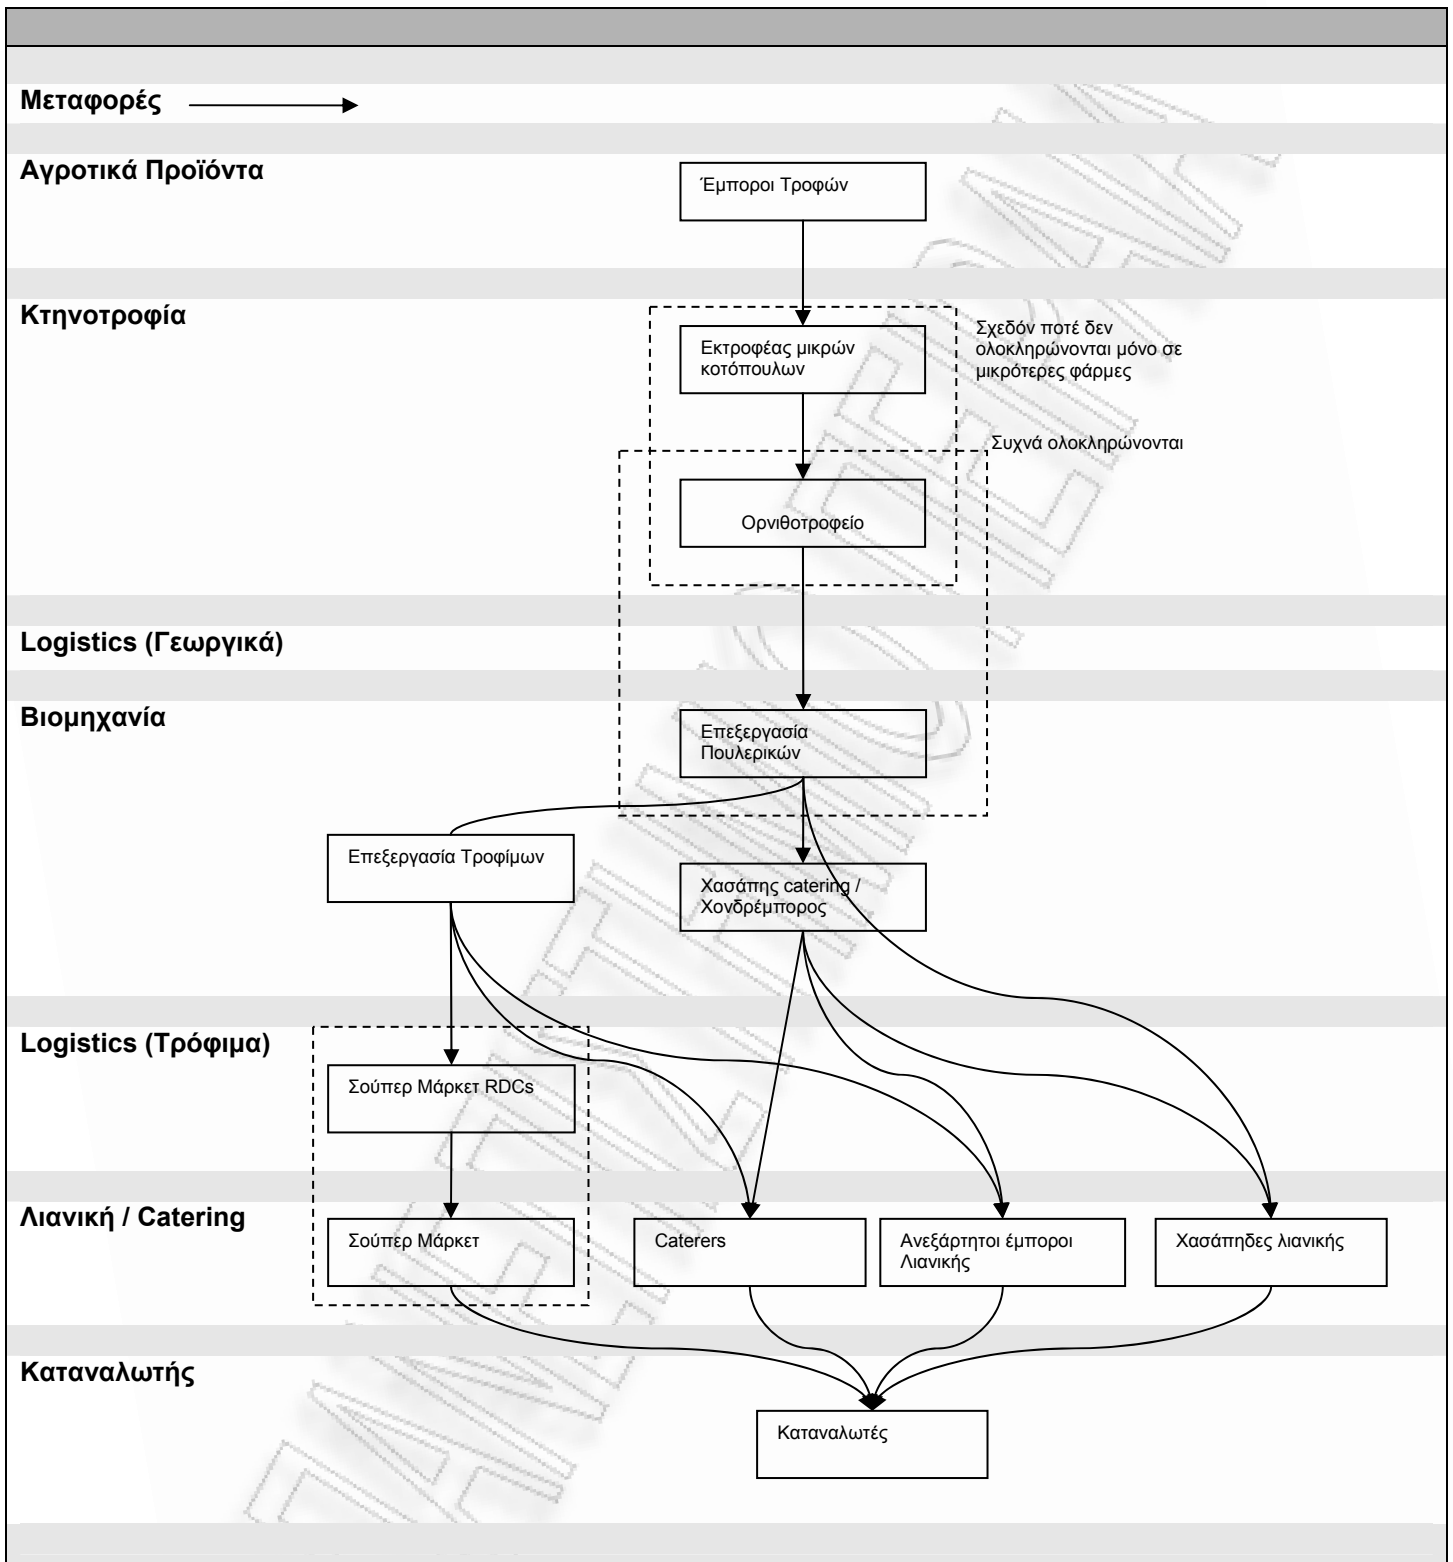 Μεταφορές
Αγροτικά Προϊόντα
Έμποροι Τροφών
Κτηνοτροφία
Εκτροφέας μικρών
κοτόπουλων
Σχεδόν ποτέ δεν
ολοκληρώνονται μόνο σε
μικρότερες φάρμες
Συχνά ολοκληρώνονται
Ορνιθοτροφείο
Logistics (Γεωργικά)
Βιομηχανία
Επεξεργασία
Πουλερικών
Επεξεργασία Τροφίμων
Χασάπης catering /
Χονδρέμπορος
Logistics (Τρόφιμα)
Σούπερ Μάρκετ RDCs
Λιανική / Catering
Σούπερ Μάρκετ
Caterers
Ανεξάρτητοι έμποροι
Λιανικής
Χασάπηδες λιανικής
Καταναλωτής
Καταναλωτές